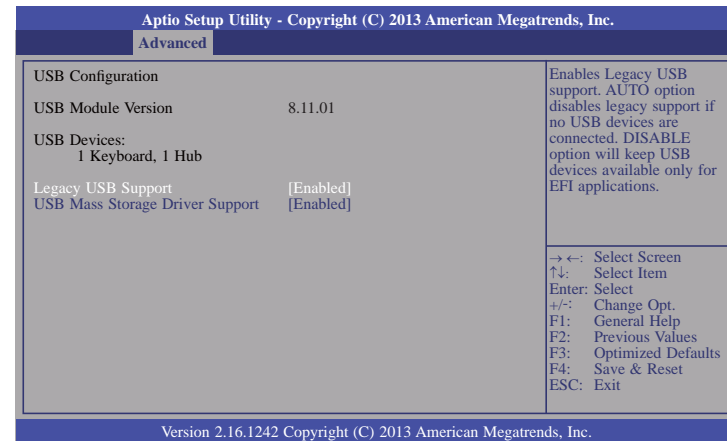 Aptio Setup Utility - Copyright (C) 2013 American Megatrends, Inc.
Advanced
USB Configuration
USB Module Version 8.11.01
USB Devices:
1 Keyboard, 1 Hub
Legacy USB Support [Enabled]
USB Mass Storage Driver Support [Enabled]
Enables Legacy USB
support. AUTO option
disables legacy support if
no USB devices are
connected. DISABLE
option will keep USB
devices available only for
EFI applications.
→ ←: Select Screen
↑↓: Select Item
Enter: Select
+/-: Change Opt.
F1: General Help
F2: Previous Values
F3: Optimized Defaults
F4: Save & Reset
ESC: Exit
Version 2.16.1242 Copyright (C) 2013 American Megatrends, Inc.